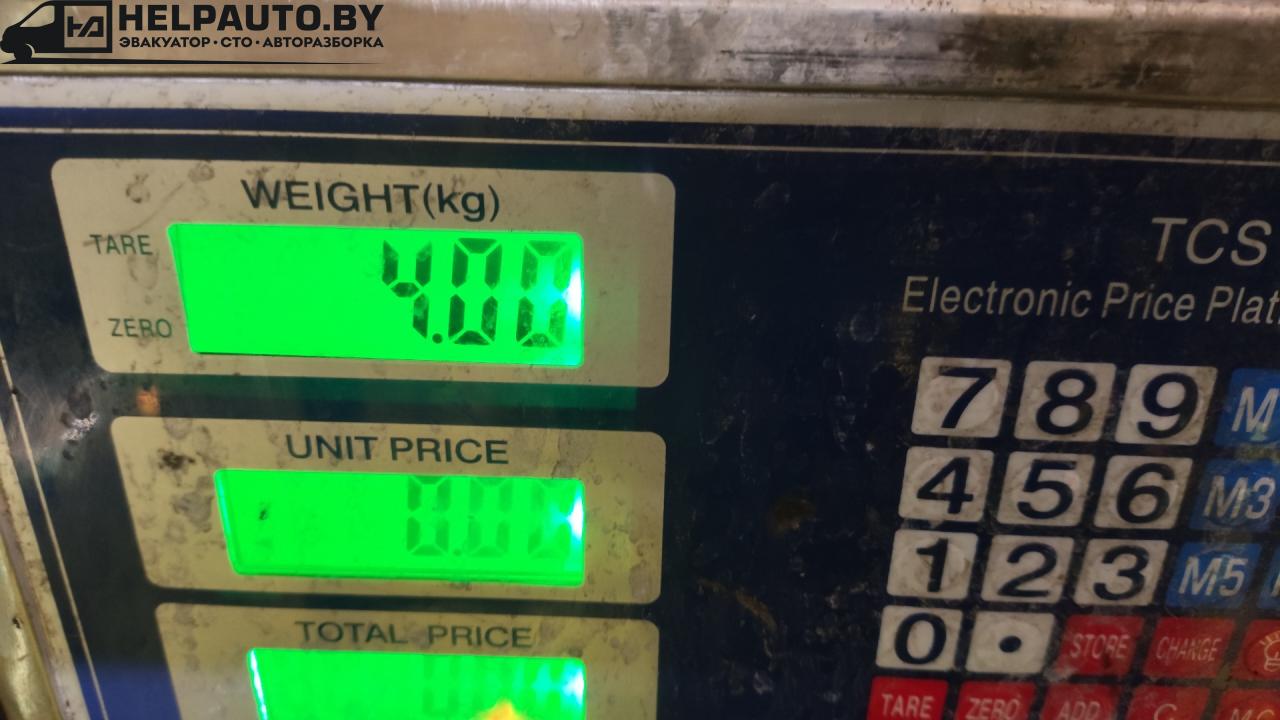 HELPAUTO.BY
ЭВАКУАТОР · СТО · АВТОРАЗБОРКА
WEIGHT(kg)
TARE
4.00
ZERO
TCS
Electronic Price Plat
UNIT PRICE
0.00
TOTAL PRICE
7 8 9 M
4 5 6 M3
1 2 3 M5
0 . STORE CHANGE
TARE ZERO ADD C